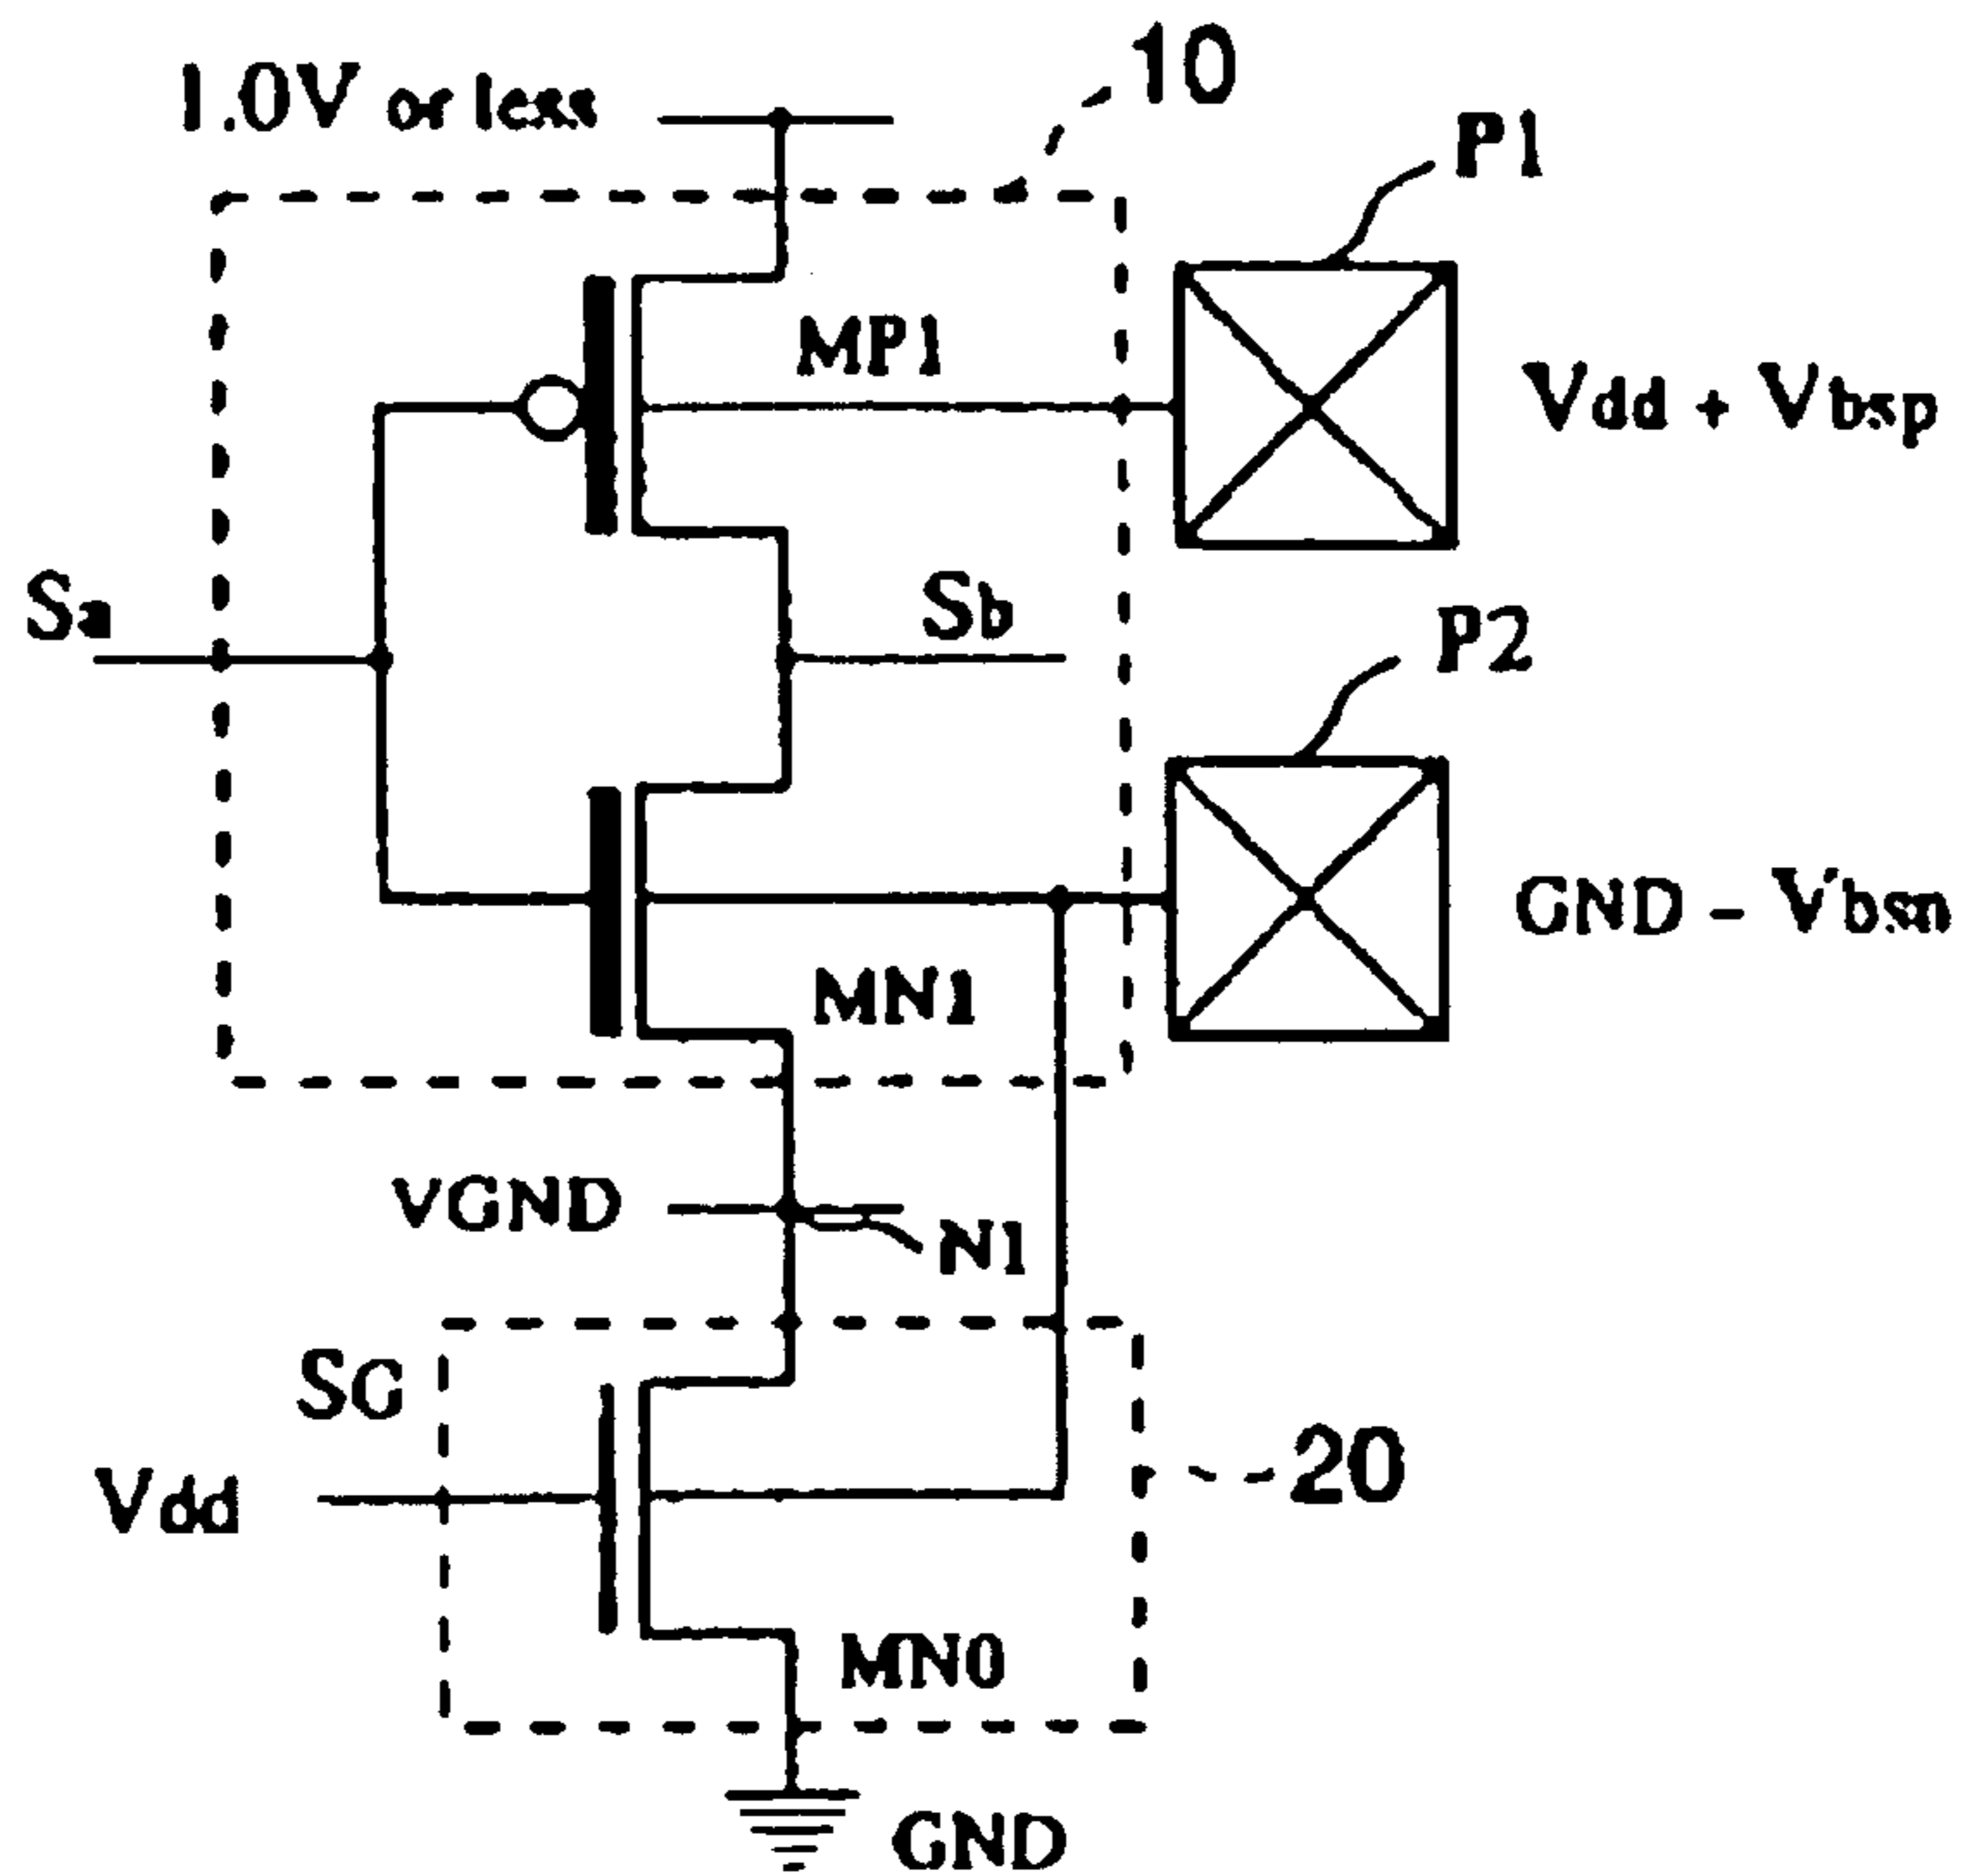 10
1.0V or less
P1
MP1
Vdd + Vbsp
Sa
Sb
P2
GND - Vbsn
MN1
VGND
N1
SC
20
Vdd
MN0
GND